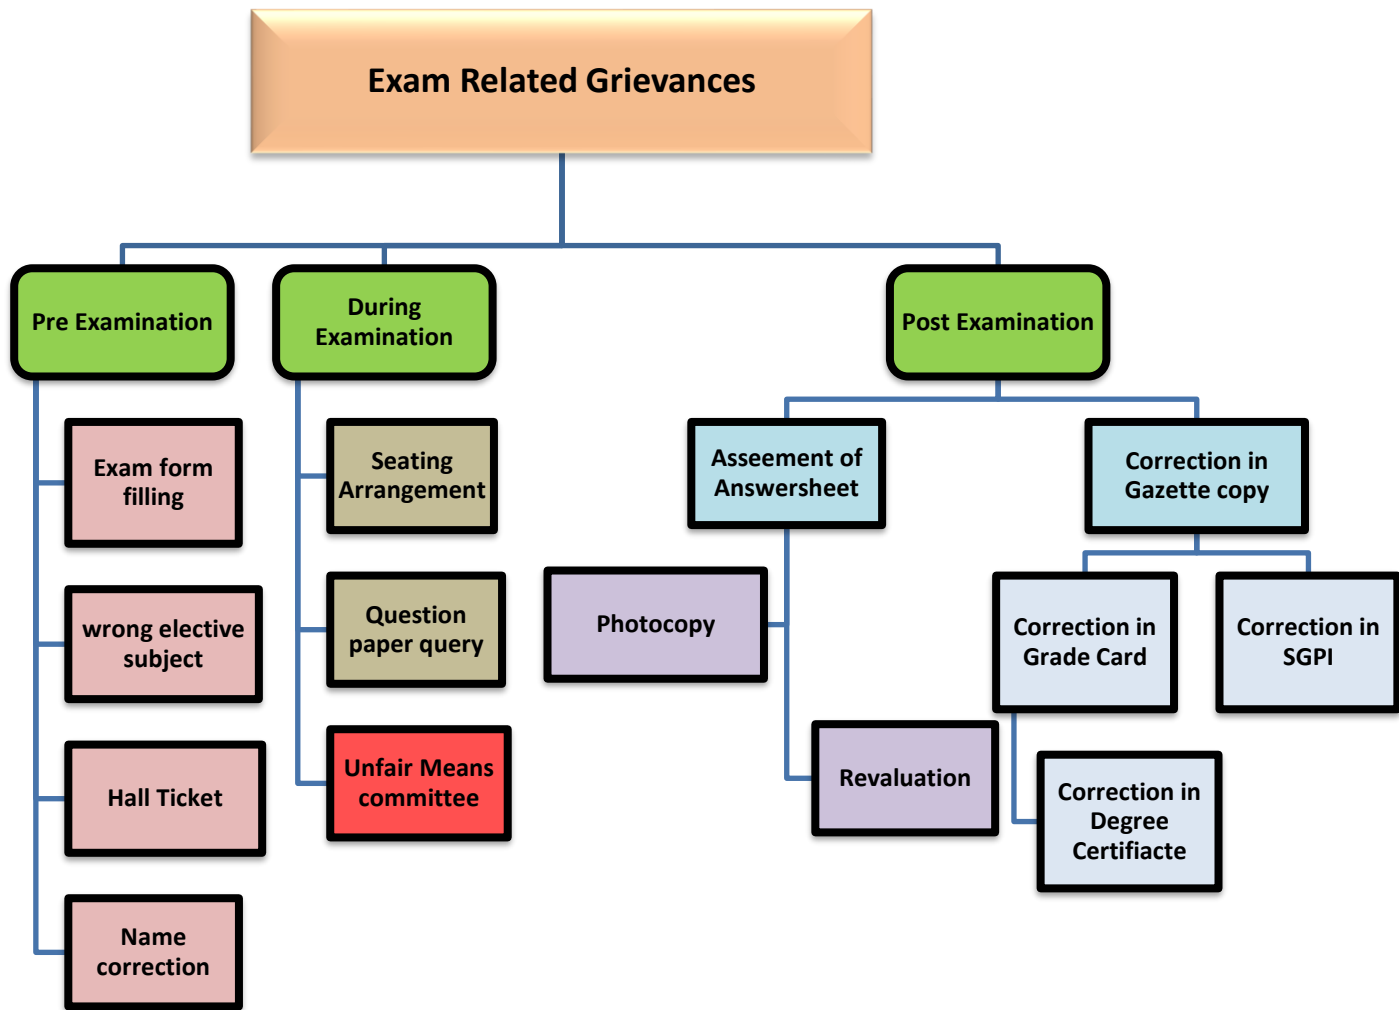 Exam Related Grievances
Pre Examination
During
Examination
Post Examination
Exam form
filling
wrong elective
subject
Hall Ticket
Name
correction
Seating
Arrangement
Question
paper query
Unfair Means
committee
Asseement of
Answersheet
Photocopy
Revaluation
Correction in
Gazette copy
Correction in
Grade Card
Correction in
SGPI
Correction in
Degree
Certifiacte